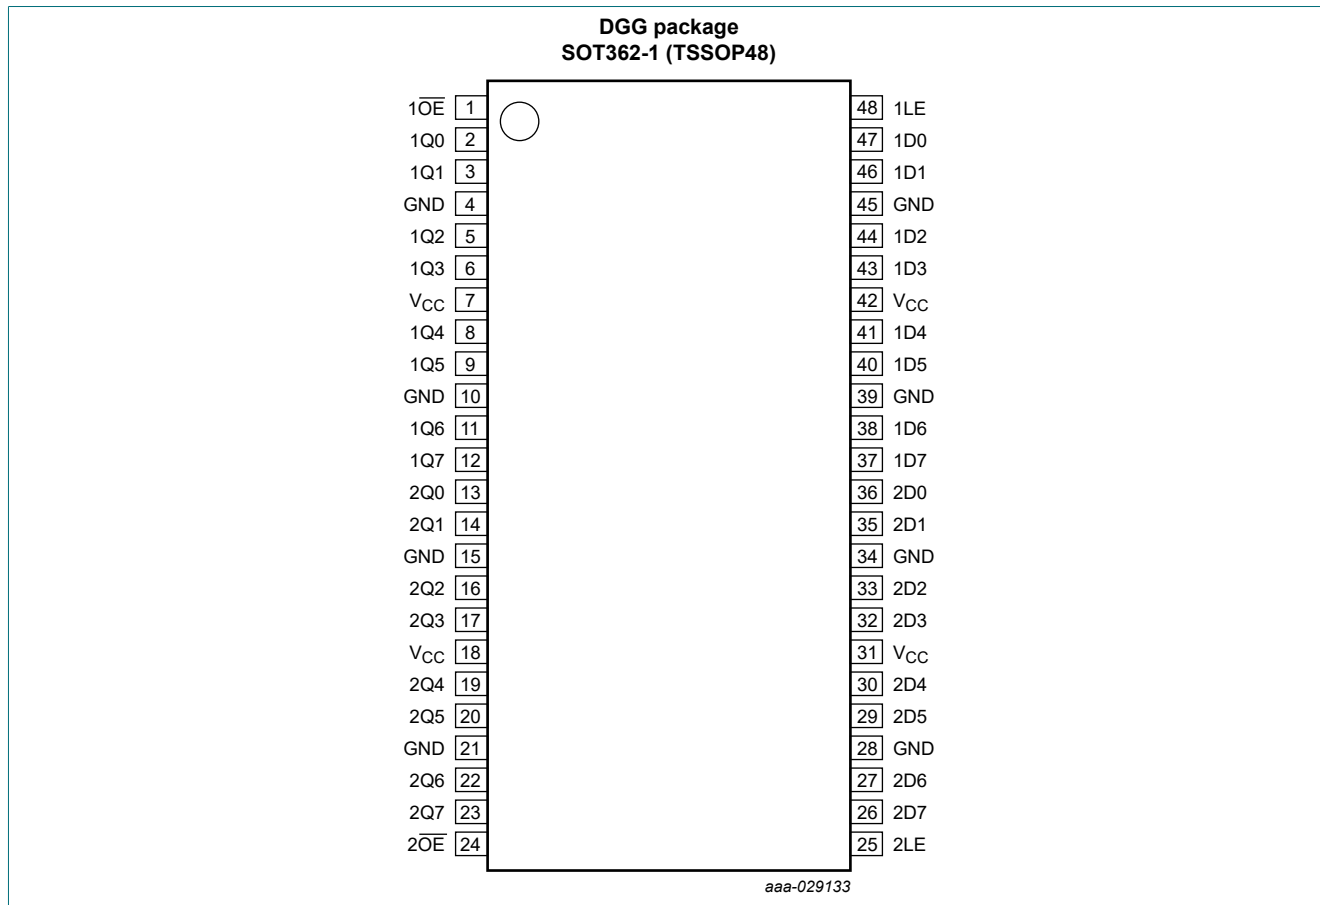 DGG package
SOT362-1 (TSSOP48)
1O̅E̅ 1 48 1LE
1Q0 2 47 1D0
1Q1 3 46 1D1
GND 4 45 GND
1Q2 5 44 1D2
1Q3 6 43 1D3
VCC 7 42 VCC
1Q4 8 41 1D4
1Q5 9 40 1D5
GND 10 39 GND
1Q6 11 38 1D6
1Q7 12 37 1D7
2Q0 13 36 2D0
2Q1 14 35 2D1
GND 15 34 GND
2Q2 16 33 2D2
2Q3 17 32 2D3
VCC 18 31 VCC
2Q4 19 30 2D4
2Q5 20 29 2D5
GND 21 28 GND
2Q6 22 27 2D6
2Q7 23 26 2D7
2O̅E̅ 24 25 2LE
aaa-029133